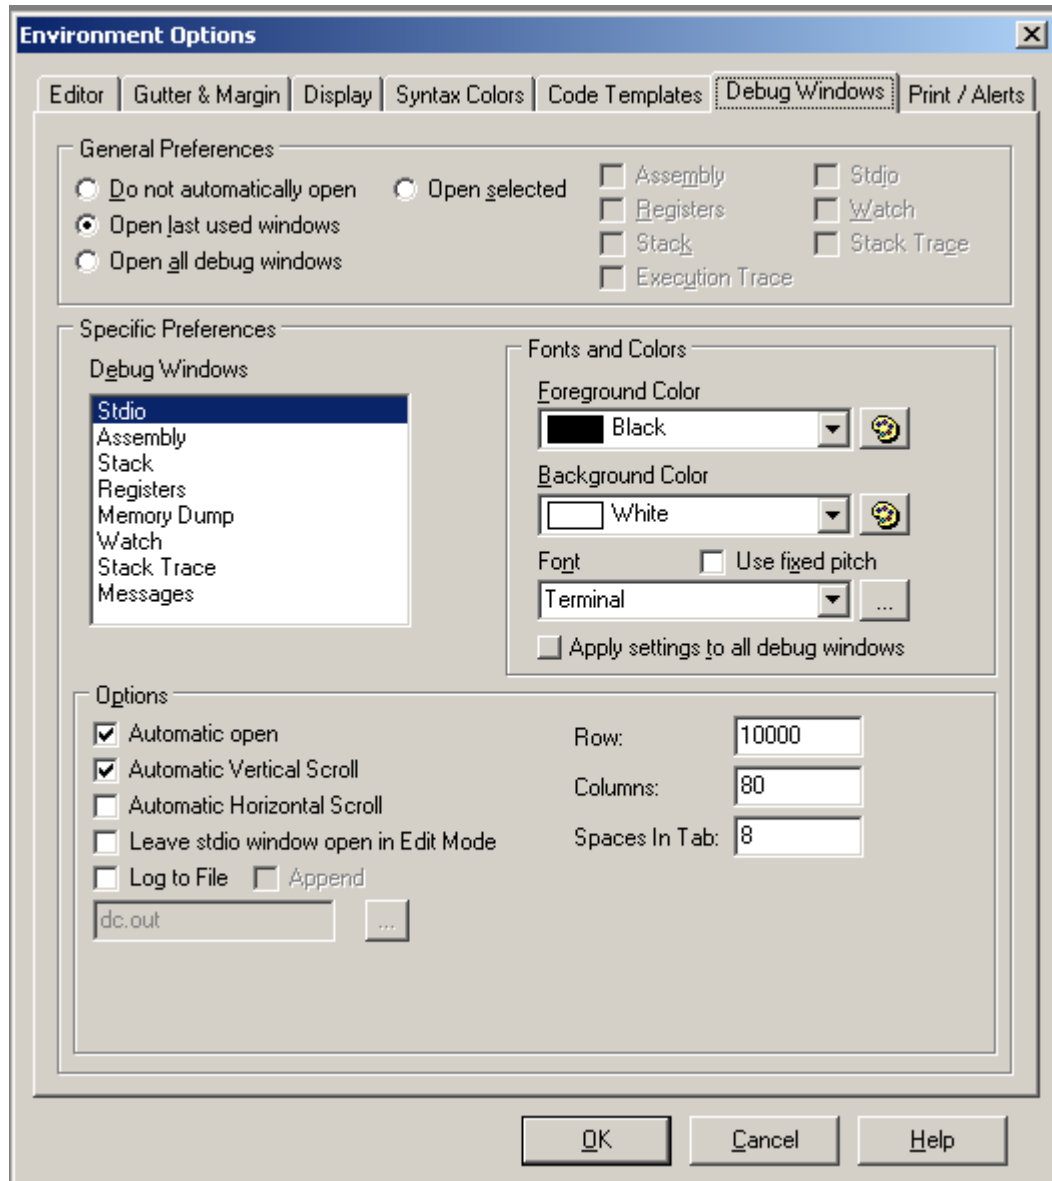 Environment Options
Editor
Gutter & Margin
Display
Syntax Colors
Code Templates
Debug Windows
Print / Alerts
General Preferences
Do not automatically open
Open selected
Open last used windows
Open all debug windows
Assembly
Stdio
Registers
Watch
Stack
Stack Trace
Execution Trace
Specific Preferences
Debug Windows
Stdio
Assembly
Stack
Registers
Memory Dump
Watch
Stack Trace
Messages
Fonts and Colors
Foreground Color
Black
Background Color
White
Font
Use fixed pitch
Terminal
...
Apply settings to all debug windows
Options
Automatic open
Automatic Vertical Scroll
Automatic Horizontal Scroll
Leave stdio window open in Edit Mode
Log to File
Append
dc.out
...
Row: 10000
Columns: 80
Spaces In Tab: 8
OK
Cancel
Help